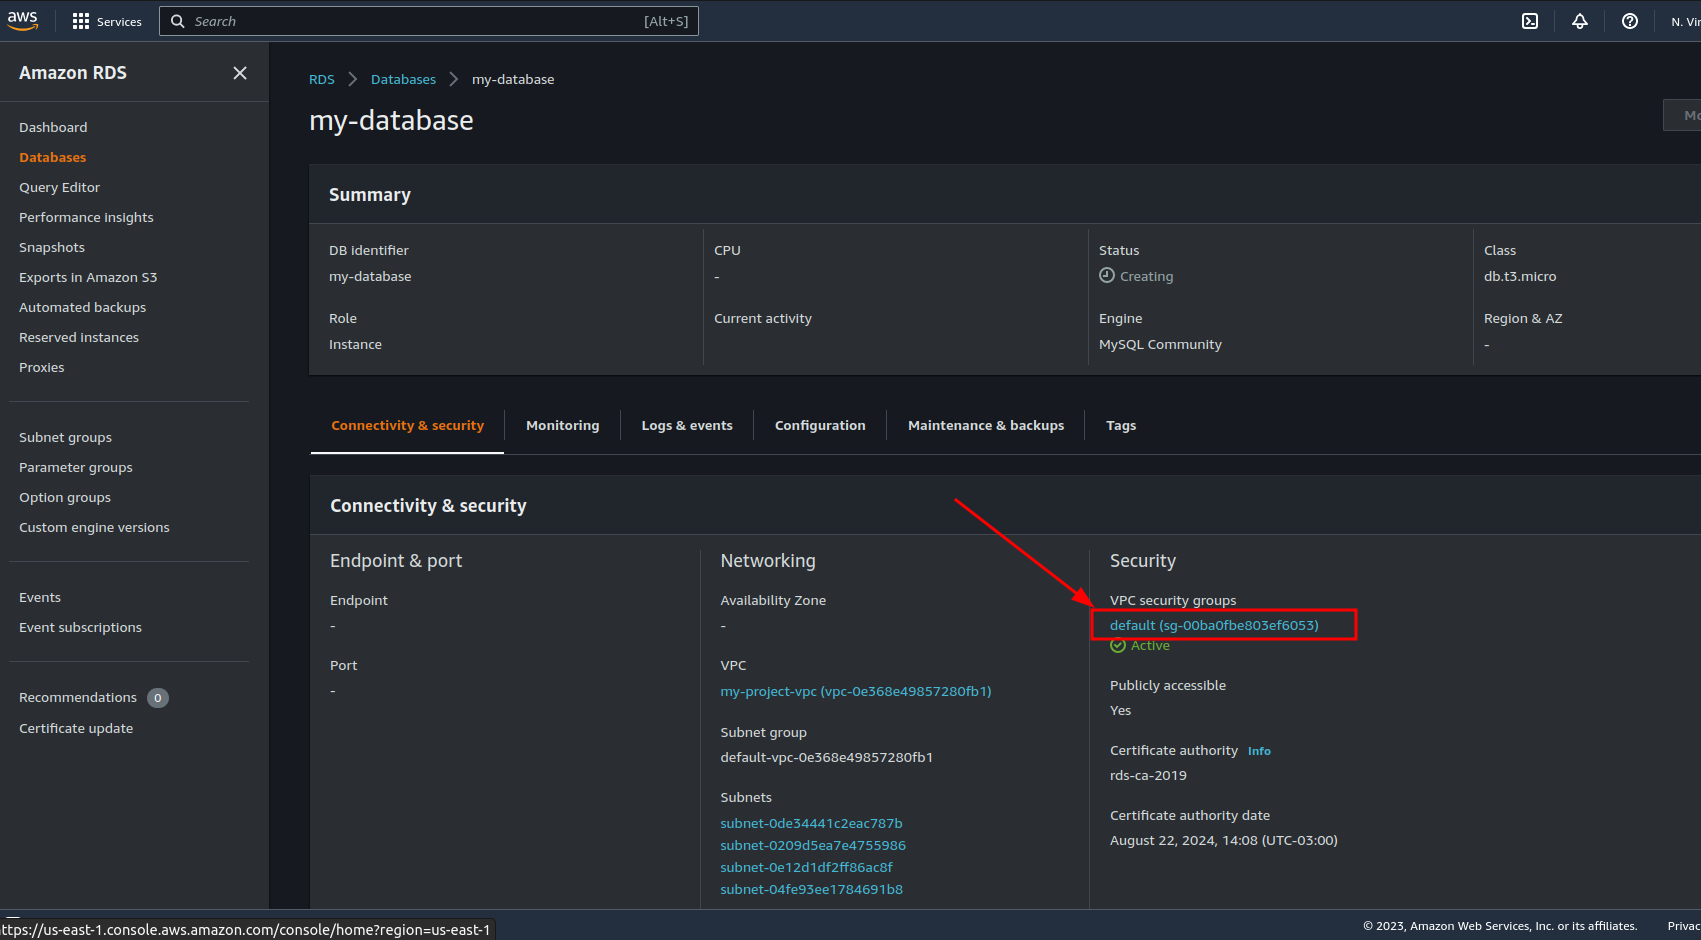 aws
Services
Search
[Alt+S]
N. Vir
Amazon RDS
Dashboard
Databases
Query Editor
Performance insights
Snapshots
Exports in Amazon S3
Automated backups
Reserved instances
Proxies
Subnet groups
Parameter groups
Option groups
Custom engine versions
Events
Event subscriptions
Recommendations 0
Certificate update
RDS > Databases > my-database
my-database
Mo
Summary
DB identifier
my-database
CPU
-
Status
Creating
Class
db.t3.micro
Role
Instance
Current activity
Engine
MySQL Community
Region & AZ
-
Connectivity & security
Monitoring
Logs & events
Configuration
Maintenance & backups
Tags
Connectivity & security
Endpoint & port
Endpoint
-
Port
-
Networking
Availability Zone
-
VPC
my-project-vpc (vpc-0e368e49857280fb1)
Subnet group
default-vpc-0e368e49857280fb1
Subnets
subnet-0de34441c2eac787b
subnet-0209d5ea7e4755986
subnet-0e12d1df2ff86ac8f
subnet-04fe93ee1784691b8
Security
VPC security groups
default (sg-00ba0fbe803ef6053)
Active
Publicly accessible
Yes
Certificate authority Info
rds-ca-2019
Certificate authority date
August 22, 2024, 14:08 (UTC-03:00)
ttps://us-east-1.console.aws.amazon.com/console/home?region=us-east-1
© 2023, Amazon Web Services, Inc. or its affiliates.
Privac